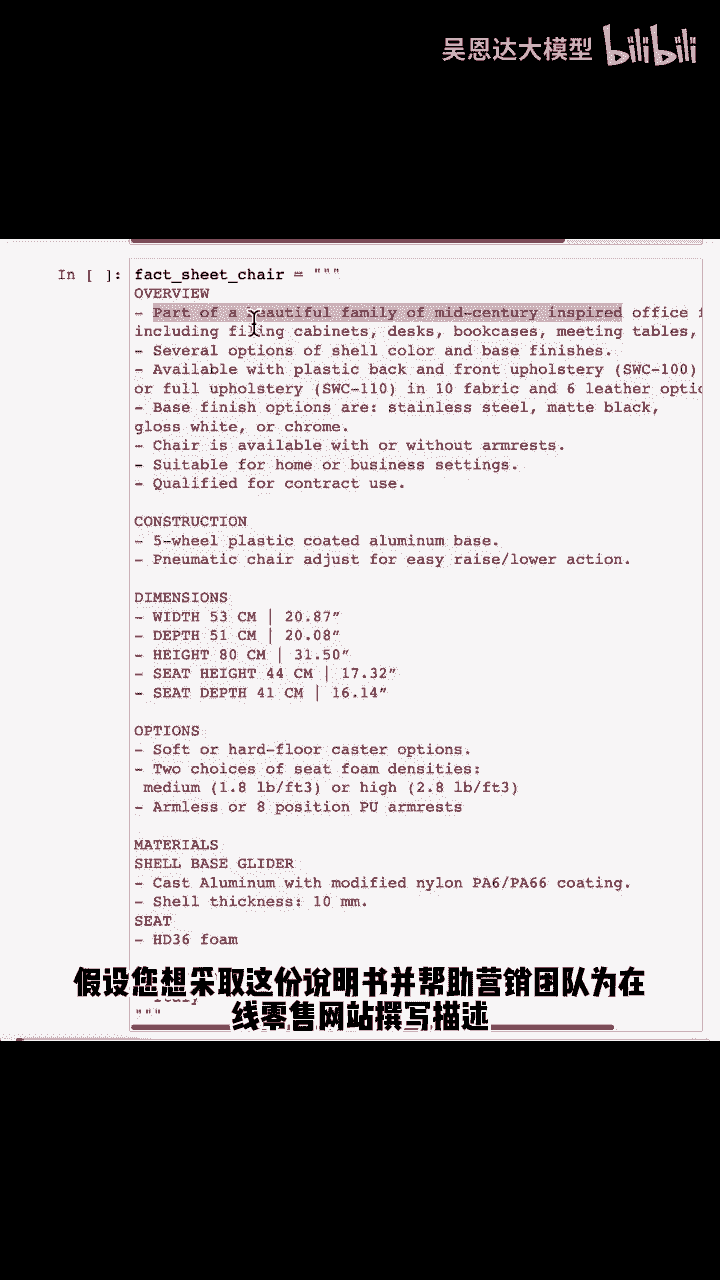 吴恩达大模型 bilibili
In [ ]: fact_sheet_chair = """
OVERVIEW
- Part of a beautiful family of mid-century inspired office f
including filing cabinets, desks, bookcases, meeting tables,
- Several options of shell color and base finishes.
- Available with plastic back and front upholstery (SWC-100)
or full upholstery (SWC-110) in 10 fabric and 6 leather optio
- Base finish options are: stainless steel, matte black,
gloss white, or chrome.
- Chair is available with or without armrests.
- Suitable for home or business settings.
- Qualified for contract use.
CONSTRUCTION
- 5-wheel plastic coated aluminum base.
- Pneumatic chair adjust for easy raise/lower action.
DIMENSIONS
- WIDTH 53 CM | 20.87”
- DEPTH 51 CM | 20.08”
- HEIGHT 80 CM | 31.50”
- SEAT HEIGHT 44 CM | 17.32”
- SEAT DEPTH 41 CM | 16.14”
OPTIONS
- Soft or hard-floor caster options.
- Two choices of seat foam densities:
medium (1.8 lb/ft3) or high (2.8 lb/ft3)
- Armless or 8 position PU armrests
MATERIALS
SHELL BASE GLIDER
- Cast Aluminum with modified nylon PA6/PA66 coating.
- Shell thickness: 10 mm.
SEAT
- HD36 foam
假设您想采取这份说明书并帮助营销团队为在
线零售网站撰写描述
"""